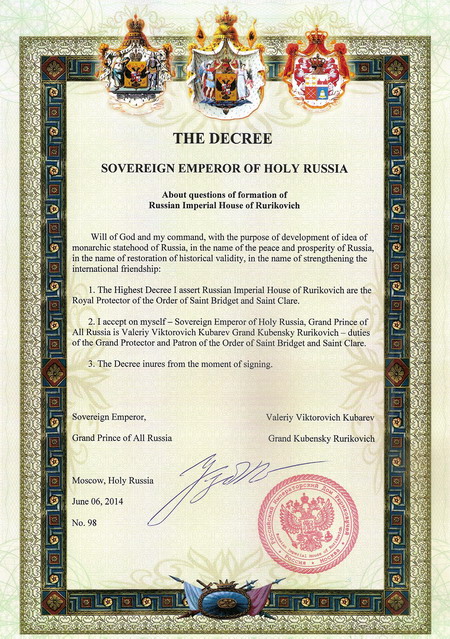 THE DECREE
SOVEREIGN EMPEROR OF HOLY RUSSIA
About questions of formation of
Russian Imperial House of Rurikovich
Will of God and my command, with the purpose of development of idea of
monarchic statehood of Russia, in the name of the peace and prosperity of Russia,
in the name of restoration of historical validity, in the name of strengthening the
international friendship:
1. The Highest Decree I assert Russian Imperial House of Rurikovich are the
Royal Protector of the Order of Saint Bridget and Saint Clare.
2. I accept on myself – Sovereign Emperor of Holy Russia, Grand Prince of
All Russia is Valeriy Viktorovich Kubarev Grand Kubensky Rurikovich – duties
of the Grand Protector and Patron of the Order of Saint Bridget and Saint Clare.
3. The Decree inures from the moment of signing.
Sovereign Emperor, Valeriy Viktorovich Kubarev
Grand Prince of All Russia Grand Kubensky Rurikovich
Moscow, Holy Russia
June 06, 2014
No. 98